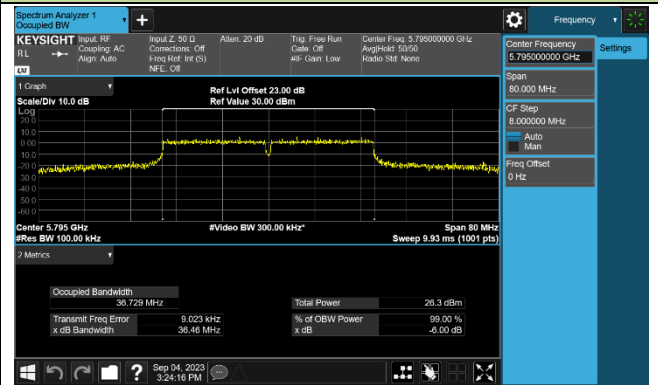 Spectrum Analyzer 1
Occupied BW
Frequency
KEYSIGHT
Input: RF
Coupling: AC
Align: Auto
Input Z: 50 Ω
Corrections: Off
Freq Ref: Int (S)
NFE: Off
Atten: 20 dB
Trig: Free Run
Gate: Off
#IF Gain: Low
Center Freq: 5.795000000 GHz
Avg|Hold: 50/50
Radio Std: None
RL
LXI
Center Frequency
5.795000000 GHz
Settings
Span
80.000 MHz
CF Step
8.000000 MHz
Auto
Man
Freq Offset
0 Hz
1 Graph
Scale/Div 10.0 dB
Ref Lvl Offset 23.00 dB
Ref Value 30.00 dBm
Log
20.0
10.0
0.00
-10.0
-20.0
-30.0
-40.0
-50.0
-60.0
Center 5.795 GHz
#Video BW 300.00 kHz*
Span 80 MHz
#Res BW 100.00 kHz
Sweep 9.93 ms (1001 pts)
2 Metrics
Occupied Bandwidth
36.729 MHz
Total Power 26.3 dBm
Transmit Freq Error 9.023 kHz
% of OBW Power 99.00 %
x dB Bandwidth 36.46 MHz
x dB -6.00 dB
Sep 04, 2023
3:24:16 PM